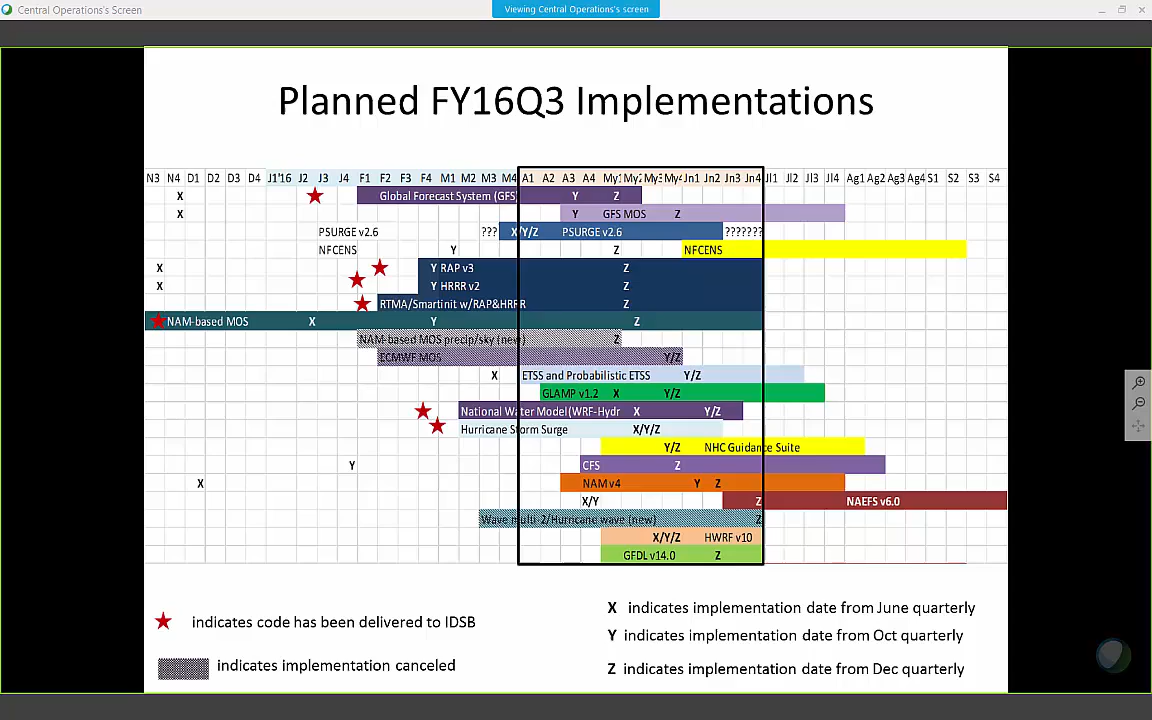 Central Operations's Screen
Viewing Central Operations's screen
Planned FY16Q3 Implementations
N3 N4 D1 D2 D3 D4 J1'16 J2 J3 J4 F1 F2 F3 F4 M1 M2 M3 M4 A1 A2 A3 A4 My1 My2 My3 My4 Jn1 Jn2 Jn3 Jn4 Jl1 Jl2 Jl3 Jl4 Ag1 Ag2 Ag3 Ag4 S1 S2 S3 S4
X Global Forecast System (GFS) Y Z
X Y GFS MOS Z
PSURGE v2.6 ??? X/Y/Z PSURGE v2.6 ???????
NFCENS Y Z NFCENS
X Y RAP v3 Z
X Y HRRR v2 Z
RTMA/Smartinit w/RAP&HRRR Z
NAM-based MOS X Y Z
NAM-based MOS precip/sky (new) Z
ECMWF MOS Y/Z
X ETSS and Probabilistic ETSS Y/Z
GLAMP v1.2 X Y/Z
National Water Model(WRF-Hydr X Y/Z
Hurricane Storm Surge X/Y/Z
Y/Z NHC Guidance Suite
Y CFS Z
X NAM v4 Y Z
X/Y Z NAEFS v6.0
Wave multi-2/Hurricane wave (new) Z
X/Y/Z HWRF v10
GFDL v14.0 Z
indicates code has been delivered to IDSB
indicates implementation canceled
X indicates implementation date from June quarterly
Y indicates implementation date from Oct quarterly
Z indicates implementation date from Dec quarterly